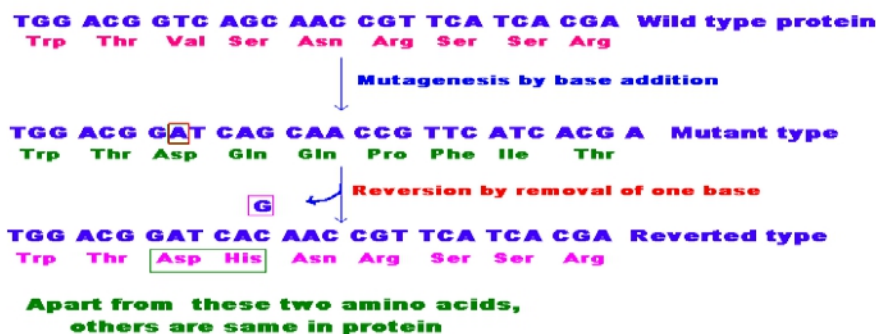 TGG ACG GTC AGC AAC CGT TCA TCA CGA Wild type protein
Trp Thr Val Ser Asn Arg Ser Ser Arg
Mutagenesis by base addition
TGG ACG GAT CAG CAA CCG TTC ATC ACG A Mutant type
Trp Thr Asp Gln Gln Pro Phe Ile Thr
Reversion by removal of one base
G
TGG ACG GAT CAC AAC CGT TCA TCA CGA Reverted type
Trp Thr Asp His Asn Arg Ser Ser Arg
Apart from these two amino acids,
others are same in protein